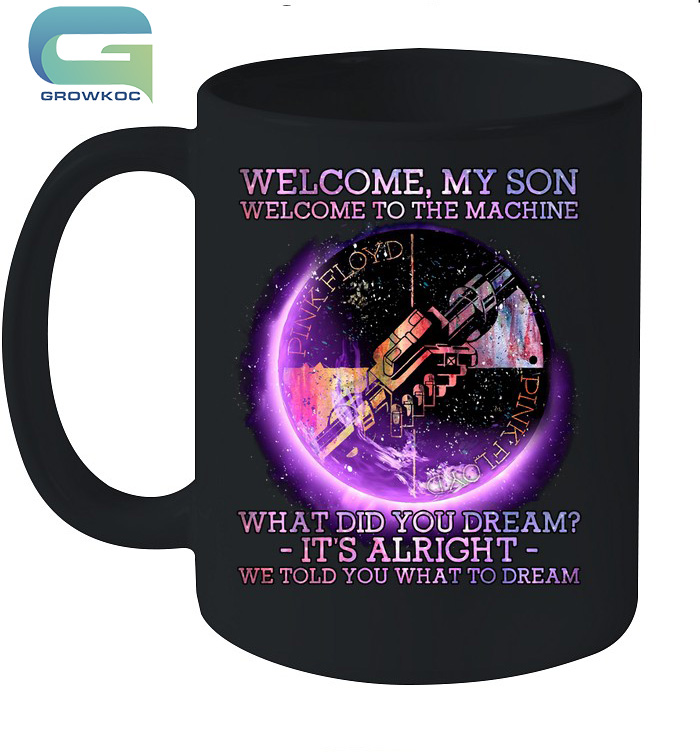 GROWKOC
WELCOME, MY SON
WELCOME TO THE MACHINE
PINK FLOYD
PINK FLOYD
WHAT DID YOU DREAM?
- IT'S ALRIGHT -
WE TOLD YOU WHAT TO DREAM